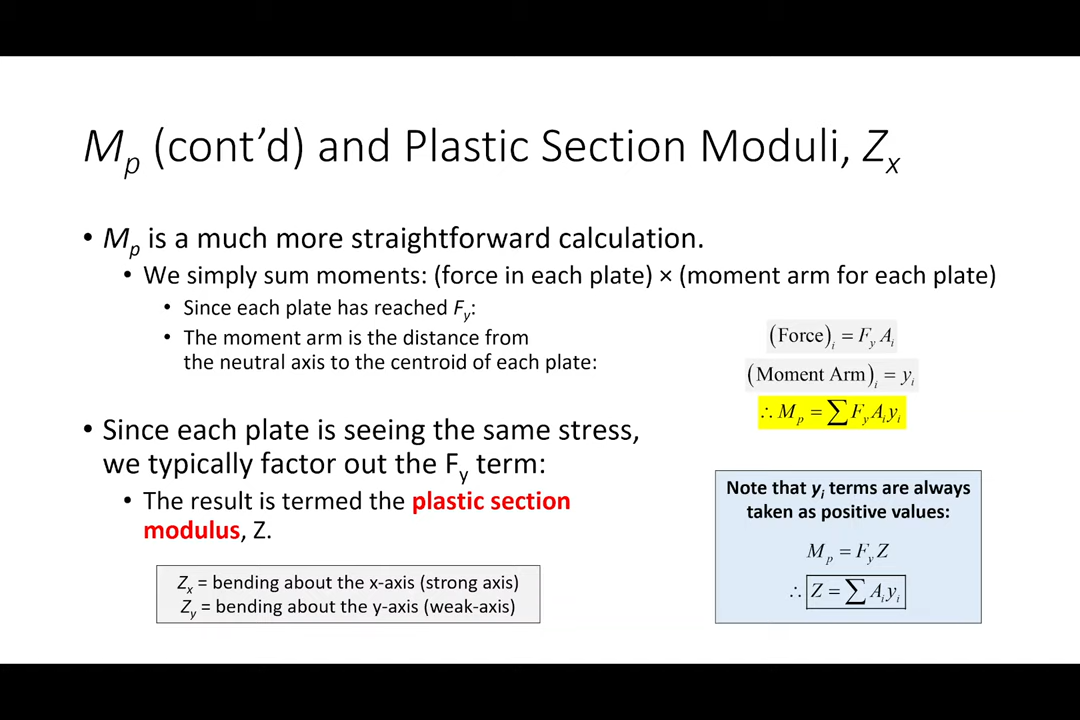 Mp (cont’d) and Plastic Section Moduli, Zx
• Mp is a much more straightforward calculation.
• We simply sum moments: (force in each plate) × (moment arm for each plate)
• Since each plate has reached Fy:
• The moment arm is the distance from
the neutral axis to the centroid of each plate:
(Force)i = Fy Ai
(Moment Arm)i = yi
∴ Mp = ∑ Fy Ai yi
• Since each plate is seeing the same stress,
we typically factor out the Fy term:
• The result is termed the plastic section
modulus, Z.
Zx = bending about the x-axis (strong axis)
Zy = bending about the y-axis (weak-axis)
Note that yi terms are always
taken as positive values:
Mp = Fy Z
∴ Z = ∑ Ai yi